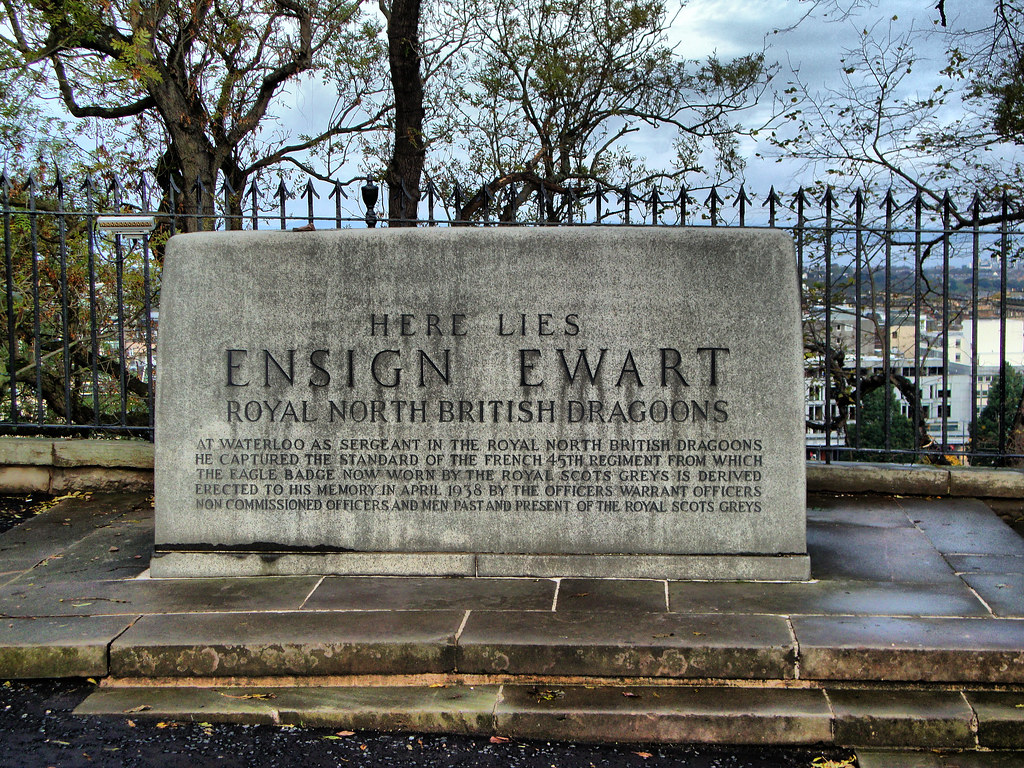 HERE LIES
ENSIGN EWART
ROYAL NORTH BRITISH DRAGOONS
AT WATERLOO AS SERGEANT IN THE ROYAL NORTH BRITISH DRAGOONS
HE CAPTURED THE STANDARD OF THE FRENCH 45TH REGIMENT FROM WHICH
THE EAGLE BADGE NOW WORN BY THE ROYAL SCOTS GREYS IS DERIVED
ERECTED TO HIS MEMORY IN APRIL 1938 BY THE OFFICERS WARRANT OFFICERS
NON COMMISSIONED OFFICERS AND MEN PAST AND PRESENT OF THE ROYAL SCOTS GREYS